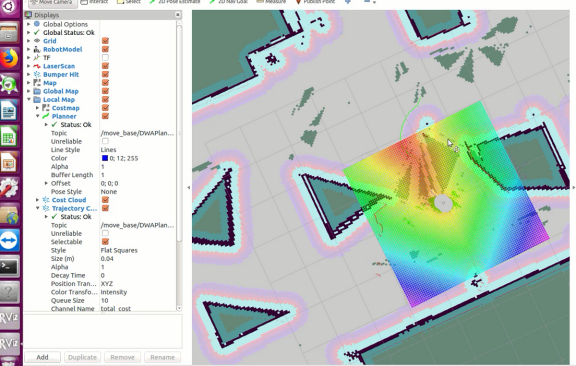 Move Camera Interact Select 2D Pose Estimate 2D Nav Goal Measure Publish Point
Displays
Global Options
Global Status: Ok
Grid
RobotModel
TF
LaserScan
Bumper Hit
Map
Global Map
Local Map
Costmap
Planner
Status: Ok
Topic /move_base/DWAPlan...
Unreliable
Line Style Lines
Color 0; 12; 255
Alpha 1
Buffer Length 1
Offset 0; 0; 0
Pose Style None
Cost Cloud
Trajectory C...
Status: Ok
Topic /move_base/DWAPlan...
Unreliable
Selectable
Style Flat Squares
Size (m) 0.04
Alpha 1
Decay Time 0
Position Tran... XYZ
Color Transfo... Intensity
Queue Size 10
Channel Name total_cost
Add Duplicate Remove Rename
RViz
RViz